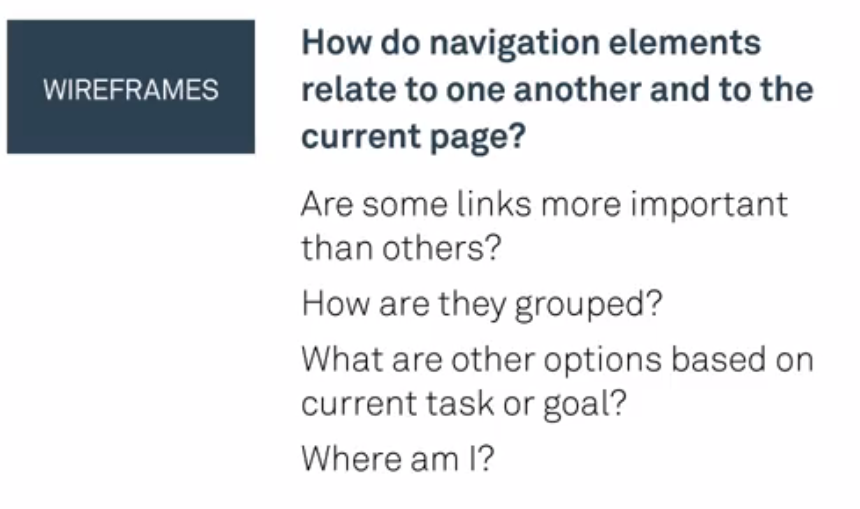 WIREFRAMES
How do navigation elements
relate to one another and to the
current page?
Are some links more important
than others?
How are they grouped?
What are other options based on
current task or goal?
Where am I?